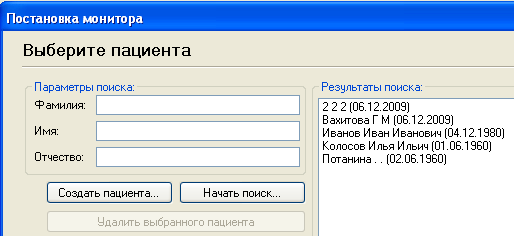 Постановка монитора
Выберите пациента
Параметры поиска:
Фамилия:
Имя:
Отчество:
Создать пациента...
Начать поиск...
Удалить выбранного пациента
Результаты поиска:
2 2 2 (06.12.2009)
Вахитова Г М (06.12.2009)
Иванов Иван Иванович (04.12.1980)
Колосов Илья Ильич (01.06.1960)
Потанина . . (02.06.1960)